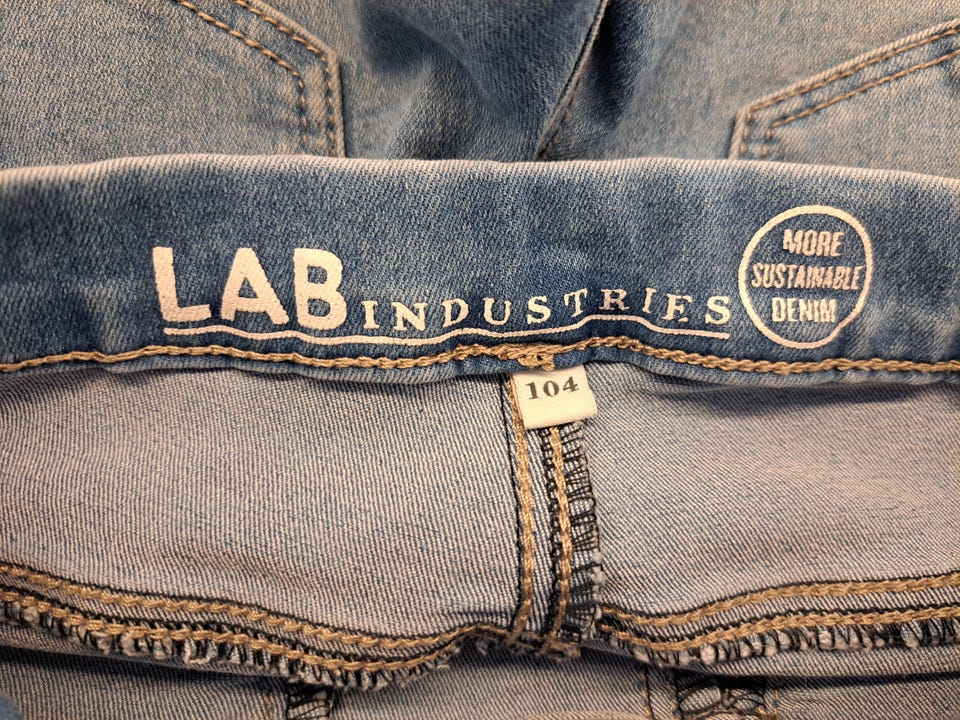 LAB INDUSTRIES
MORE
SUSTAINABLE
DENIM
104